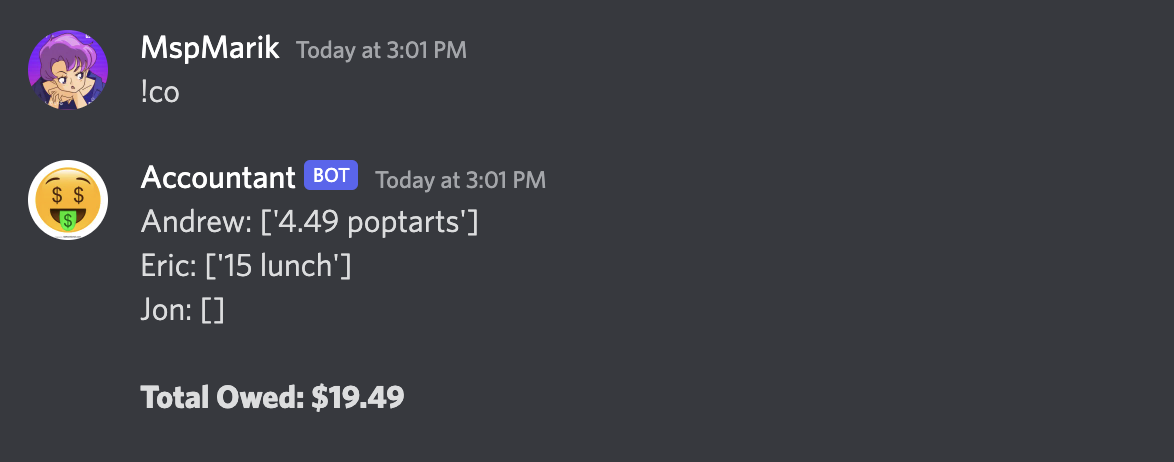 MspMarik Today at 3:01 PM
!co
Accountant BOT Today at 3:01 PM
Andrew: ['4.49 poptarts']
Eric: ['15 lunch']
Jon: []
Total Owed: $19.49